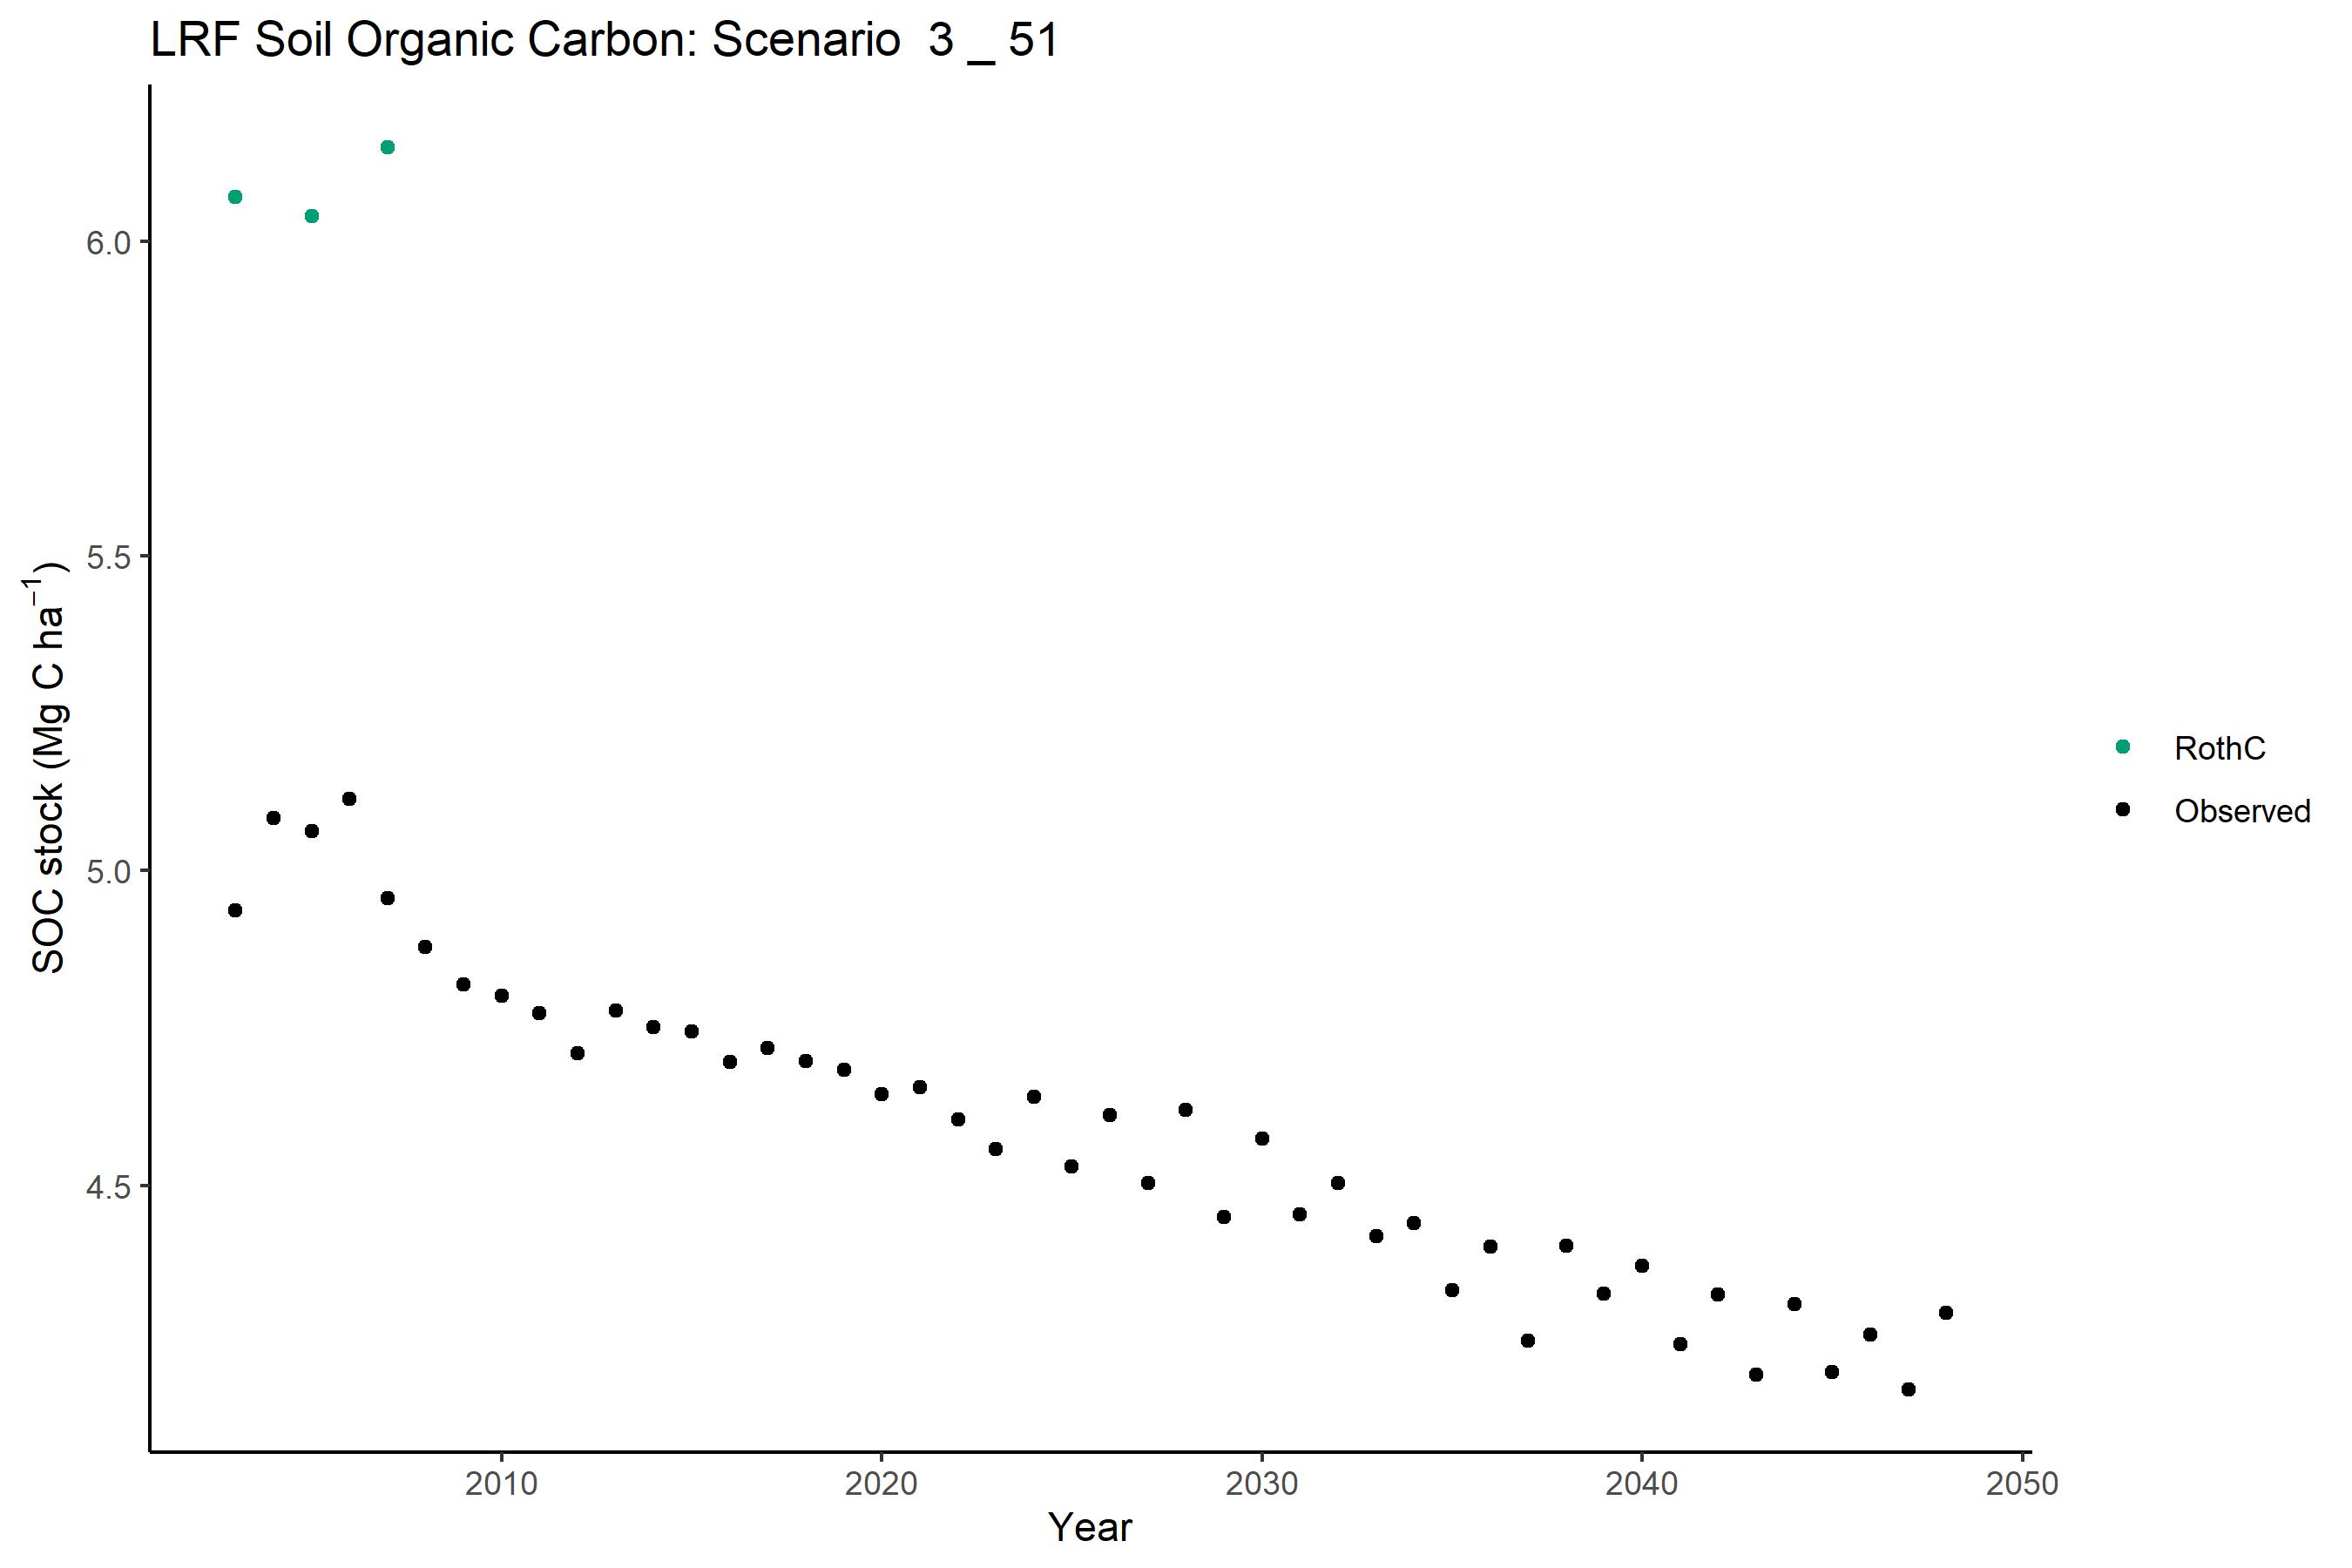 LRF Soil Organic Carbon: Scenario  3 _ 51
6.0
5.5
5.0
4.5
SOC stock (Mg C ha⁻¹)
2010
2020
2030
2040
2050
Year
RothC
Observed